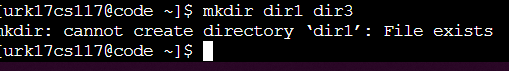 [urk17cs117@code ~]$ mkdir dir1 dir3
mkdir: cannot create directory ‘dir1’: File exists
[urk17cs117@code ~]$